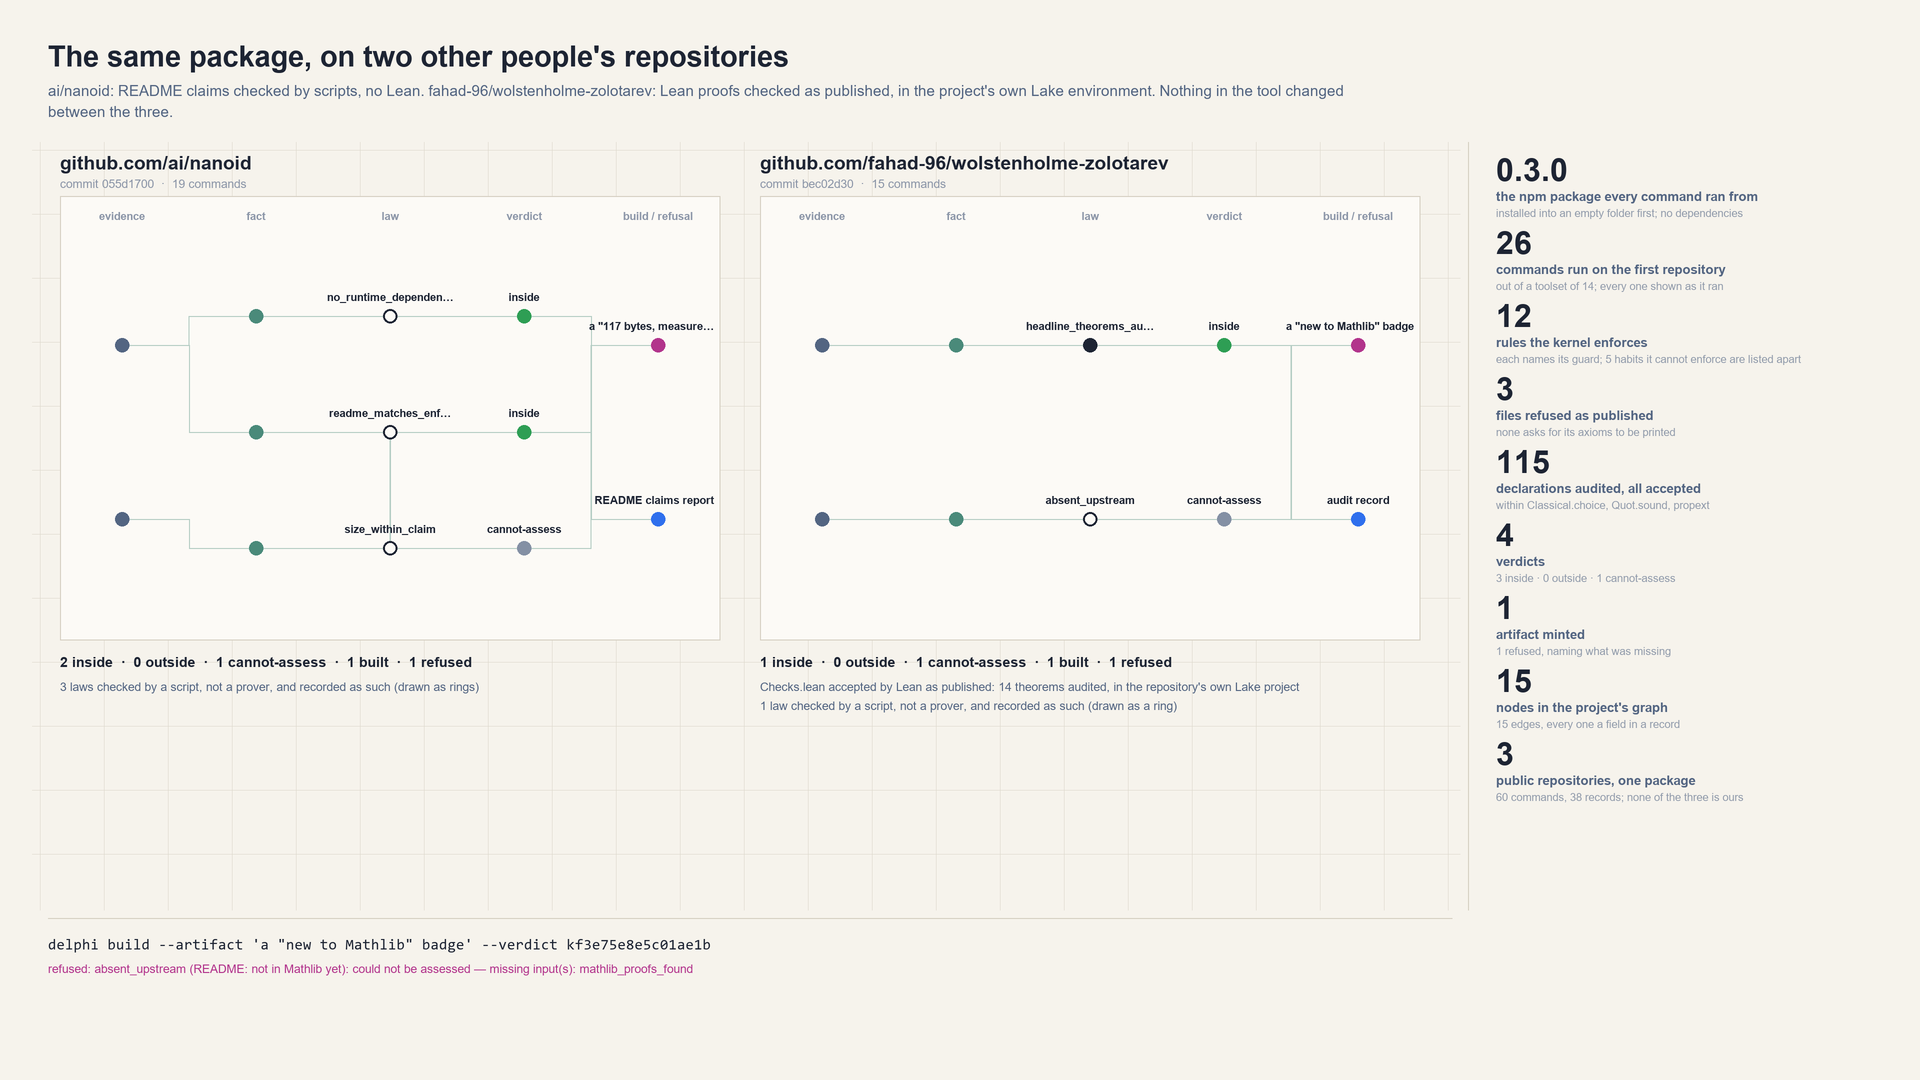 The same package, on two other people's repositories
ai/nanoid: README claims checked by scripts, no Lean. fahad-96/wolstenholme-zolotarev: Lean proofs checked as published, in the project's own Lake environment. Nothing in the tool changed
between the three.
github.com/ai/nanoid
commit 055d1700 · 19 commands
evidence fact law verdict build / refusal
no_runtime_dependen… inside
a "117 bytes, measure…
readme_matches_enf… inside
README claims report
size_within_claim cannot-assess
2 inside · 0 outside · 1 cannot-assess · 1 built · 1 refused
3 laws checked by a script, not a prover, and recorded as such (drawn as rings)
github.com/fahad-96/wolstenholme-zolotarev
commit bec02d30 · 15 commands
evidence fact law verdict build / refusal
headline_theorems_au… inside a "new to Mathlib" badge
absent_upstream cannot-assess audit record
1 inside · 0 outside · 1 cannot-assess · 1 built · 1 refused
Checks.lean accepted by Lean as published: 14 theorems audited, in the repository's own Lake project
1 law checked by a script, not a prover, and recorded as such (drawn as a ring)
0.3.0
the npm package every command ran from
installed into an empty folder first; no dependencies
26
commands run on the first repository
out of a toolset of 14; every one shown as it ran
12
rules the kernel enforces
each names its guard; 5 habits it cannot enforce are listed apart
3
files refused as published
none asks for its axioms to be printed
115
declarations audited, all accepted
within Classical.choice, Quot.sound, propext
4
verdicts
3 inside · 0 outside · 1 cannot-assess
1
artifact minted
1 refused, naming what was missing
15
nodes in the project's graph
15 edges, every one a field in a record
3
public repositories, one package
60 commands, 38 records; none of the three is ours
delphi build --artifact 'a "new to Mathlib" badge' --verdict kf3e75e8e5c01ae1b
refused: absent_upstream (README: not in Mathlib yet): could not be assessed — missing input(s): mathlib_proofs_found